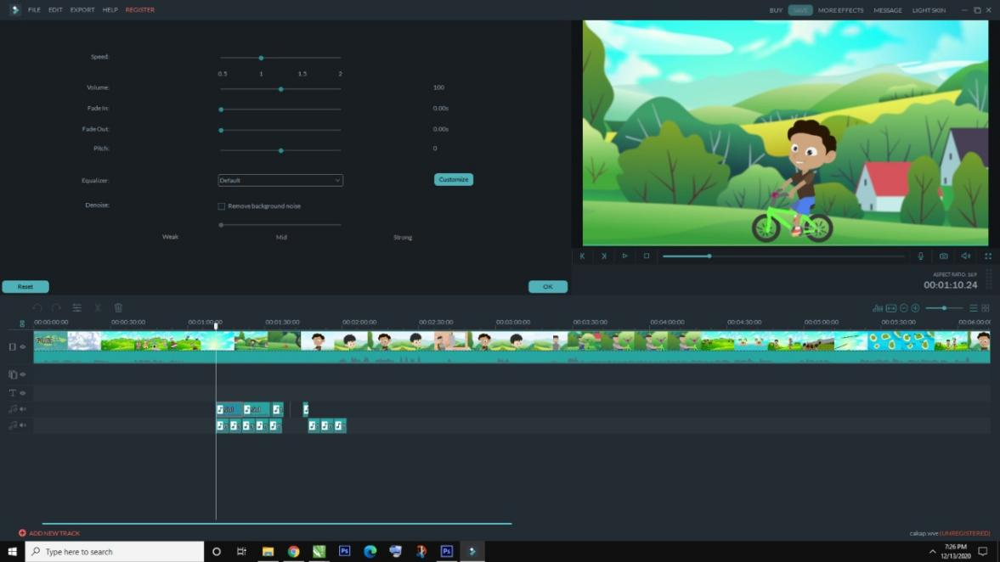 FILE EDIT EXPORT HELP REGISTER
BUY SAVE MORE EFFECTS MESSAGE LIGHT SKIN
Speed:
0.5 1 1.5 2
Volume: 100
Fade In: 0.00s
Fade Out: 0.00s
Pitch: 0
Equalizer: Default Customize
Denoise: Remove background noise
Weak Mid Strong
Reset OK
ASPECT RATIO: 16:9
00:01:10.24
00:00:00:00 00:00:30:00 00:01:00:00 00:01:30:00 00:02:00:00 00:02:30:00 00:03:00:00 00:03:30:00 00:04:00:00 00:04:30:00 00:05:00:00 00:05:30:00 00:06:00:0
T
ADD NEW TRACK
cakap.wve (UNREGISTERED)
Type here to search
Ps
Ps
7:26 PM
12/13/2020